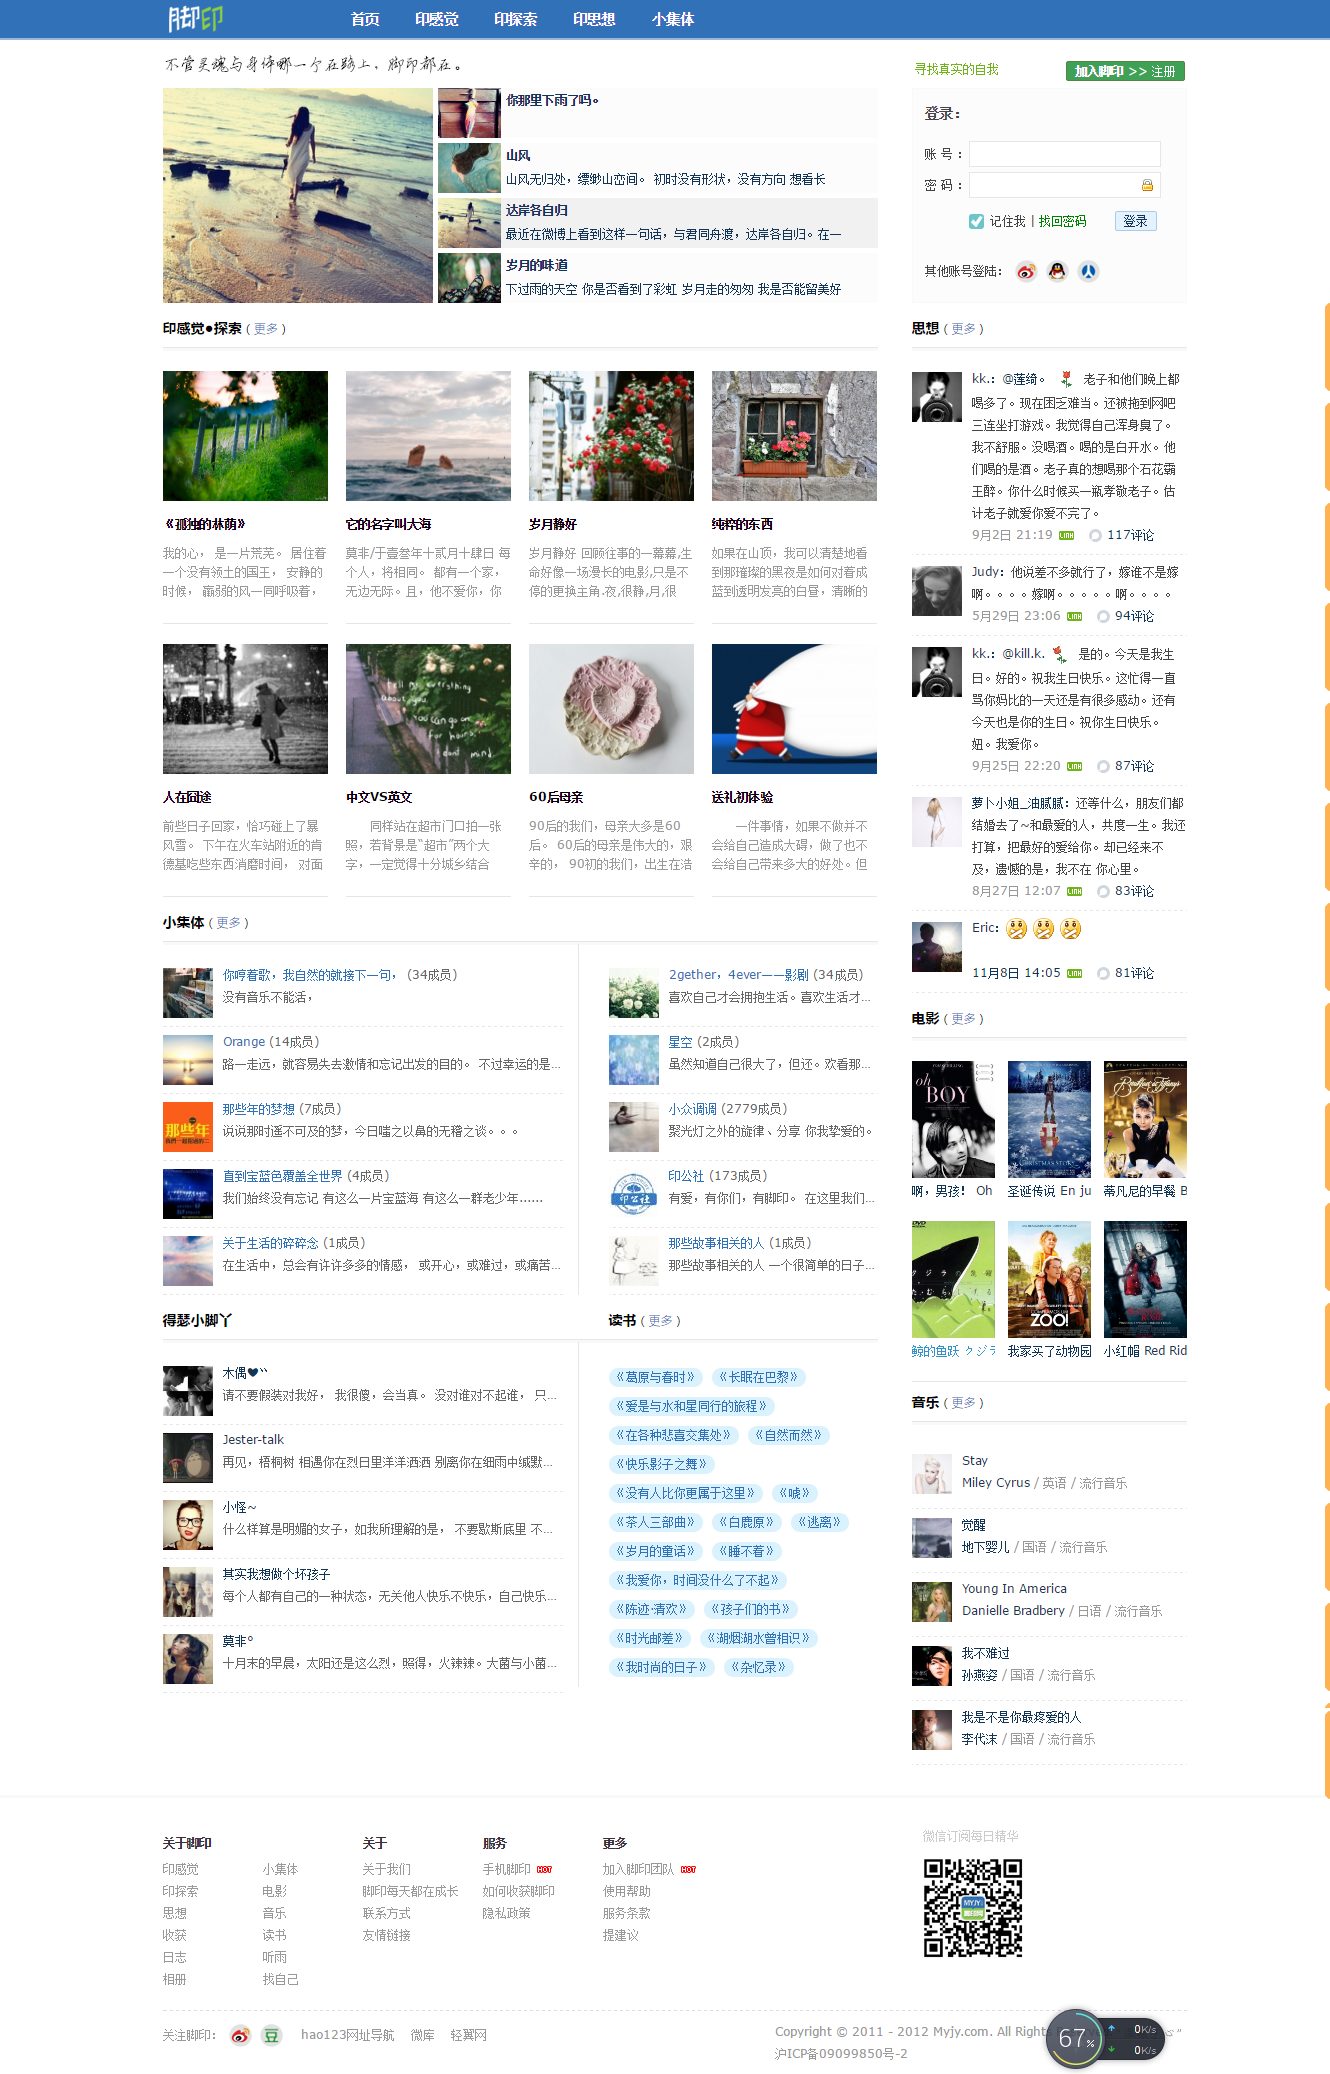 脚印
首页 印感觉 印探索 印思想 小集体
不管灵魂与身体哪一个在路上，脚印都在。
寻找真实的自我
加入脚印 >> 注册
你那里下雨了吗。
山风
山风无归处，缥缈山峦间。 初时没有形状，没有方向 想看长
达岸各自归
最近在微博上看到这样一句话，与君同舟渡，达岸各自归。在一
岁月的味道
下过雨的天空 你是否看到了彩虹 岁月走的匆匆 我是否能留美好
登录：
账 号：
密 码：
记住我 | 找回密码 登录
其他账号登陆：
印感觉●探索 ( 更多 )
《孤独的林荫》
我的心， 是一片荒芜。 居住着
一个没有领土的国王， 安静的
时候， 羸弱的风一同呼吸着，
它的名字叫大海
莫非/于壹叁年十贰月十肆日 每
个人，将相同。 都有一个家，
无边无际。且，他不爱你，你
岁月静好
岁月静好 回顾往事的一幕幕,生
命好像一场漫长的电影,只是不
停的更换主角.夜,很静,月,很
纯粹的东西
如果在山顶，我可以清楚地看
到那璀璨的黑夜是如何对着成
蓝到透明发亮的白昼，清晰的
人在囧途
前些日子回家，恰巧碰上了暴
风雪。 下午在火车站附近的肯
德基吃些东西消磨时间， 对面
中文VS英文
同样站在超市门口拍一张
照，若背景是“超市”两个大
字，一定觉得十分城乡结合
60后母亲
90后的我们，母亲大多是60
后。 60后的母亲是伟大的，艰
辛的， 90初的我们，出生在浩
送礼初体验
一件事情，如果不做并不
会给自己造成大碍，做了也不
会给自己带来多大的好处。但
思想 ( 更多 )
kk.：@莲绮。 老子和他们晚上都
喝多了。现在困乏难当。还被拖到网吧
三连坐打游戏。我觉得自己浑身臭了。
我不舒服。没喝酒。喝的是白开水。他
们喝的是酒。老子真的想喝那个石花霸
王醉。你什么时候买一瓶孝敬老子。估
计老子就爱你爱不完了。
9月2日 21:19 LINH 117评论
Judy：他说差不多就行了，嫁谁不是嫁
啊。。。。嫁啊。。。。。啊。。。。
5月29日 23:06 LINH 94评论
kk.：@kill.k. 是的。今天是我生
日。好的。祝我生日快乐。这忙得一直
骂你妈比的一天还是有很多感动。还有
今天也是你的生日。祝你生日快乐。
妞。我爱你。
9月25日 22:20 LINH 87评论
萝卜小姐_油腻腻：还等什么，朋友们都
结婚去了~和最爱的人，共度一生。我还
打算，把最好的爱给你。却已经来不
及，遗憾的是，我不在 你心里。
8月27日 12:07 LINH 83评论
Eric：
11月8日 14:05 LINH 81评论
小集体 ( 更多 )
你哼着歌，我自然的就接下一句， (34成员)
没有音乐不能活，
Orange (14成员)
路一走远，就容易失去激情和忘记出发的目的。 不过幸运的是...
那些年的梦想 (7成员)
说说那时遥不可及的梦，今日嗤之以鼻的无稽之谈。。。
直到宝蓝色覆盖全世界 (4成员)
我们始终没有忘记 有这么一片宝蓝海 有这么一群老少年......
关于生活的碎碎念 (1成员)
在生活中，总会有许许多多的情感， 或开心，或难过，或痛苦...
2gether，4ever——影剧 (34成员)
喜欢自己才会拥抱生活。喜欢生活才...
星空 (2成员)
虽然知道自己很大了，但还。欢看那...
小众调调 (2779成员)
聚光灯之外的旋律、分享 你我挚爱的。
印公社 (173成员)
有爱，有你们，有脚印。 在这里我们...
那些故事相关的人 (1成员)
那些故事相关的人 一个很简单的日子...
电影 ( 更多 )
oh BOY
啊，男孩！ Oh
圣诞传说 En ju
蒂凡尼的早餐 B
鲸的鱼跃 クジラ
我家买了动物园
小红帽 Red Rid
得瑟小脚丫
木偶❤
请不要假装对我好， 我很傻，会当真。 没对谁对不起谁， 只...
Jester-talk
再见，梧桐树 相遇你在烈日里洋洋洒洒 别离你在细雨中缄默...
小怪~
什么样算是明媚的女子，如我所理解的是， 不要歇斯底里 不...
其实我想做个坏孩子
每个人都有自己的一种状态，无关他人快乐不快乐，自己快乐...
莫非°
十月末的早晨，太阳还是这么烈，照得，火辣辣。大菌与小菌...
读书 ( 更多 )
《葛原与春时》 《长眠在巴黎》
《爱是与水和星同行的旅程》
《在各种悲喜交集处》 《自然而然》
《快乐影子之舞》
《没有人比你更属于这里》 《唬》
《茶人三部曲》 《白鹿原》 《逃离》
《岁月的童话》 《睡不着》
《我爱你，时间没什么了不起》
《陈迹·清欢》 《孩子们的书》
《时光邮差》 《湖烟湖水曾相识》
《我时尚的日子》 《杂忆录》
音乐 ( 更多 )
Stay
Miley Cyrus / 英语 / 流行音乐
觉醒
地下婴儿 / 国语 / 流行音乐
Young In America
Danielle Bradbery / 日语 / 流行音乐
我不难过
孙燕姿 / 国语 / 流行音乐
我是不是你最疼爱的人
李代沫 / 国语 / 流行音乐
关于脚印
印感觉 小集体
印探索 电影
思想 音乐
收获 读书
日志 听雨
相册 找自己
关于
关于我们
脚印每天都在成长
联系方式
友情链接
服务
手机脚印 HOT
如何收获脚印
隐私政策
更多
加入脚印团队 HOT
使用帮助
服务条款
提建议
微信订阅每日精华
关注脚印： hao123网址导航 微库 轻翼网
Copyright © 2011 - 2012 Myjy.com. All Rights
沪ICP备09099850号-2
67%
0K/s
0K/s